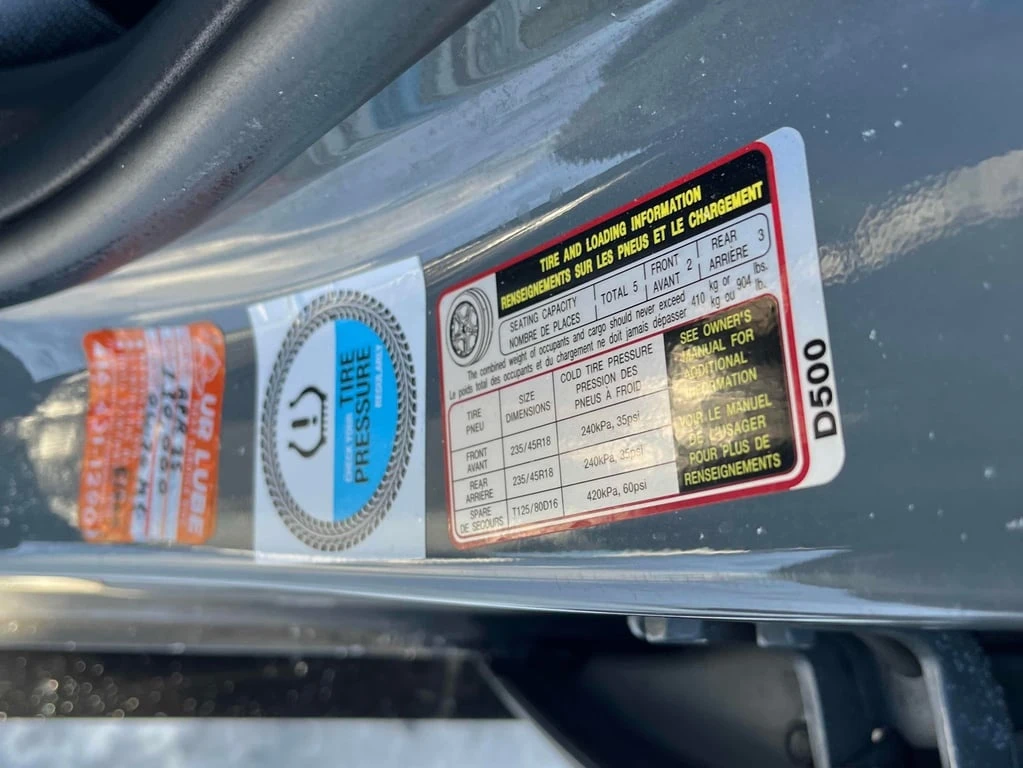 MR LUBE
TIRE
PRESSURE
TIRE AND LOADING INFORMATION
RENSEIGNEMENTS SUR LES PNEUS ET LE CHARGEMENT
SEATING CAPACITY
NOMBRE DE PLACES
TOTAL 5
FRONT
AVANT 2
REAR
ARRIÈRE 3
The combined weight of occupants and cargo should never exceed 410 kg or 904 lbs.
Le poids total des occupants et du chargement ne doit jamais dépasser 410 kg ou 904 lb.
TIRE
PNEU
SIZE
DIMENSIONS
COLD TIRE PRESSURE
PRESSION DES
PNEUS À FROID
FRONT
AVANT
235/45R18
240kPa, 35psi
REAR
ARRIÈRE
235/45R18
240kPa, 35psi
SPARE
DE SECOURS
T125/80D16
420kPa, 60psi
SEE OWNER'S
MANUAL FOR
ADDITIONAL
INFORMATION
VOIR LE MANUEL
DE L'USAGER
POUR PLUS DE
RENSEIGNEMENTS
D500